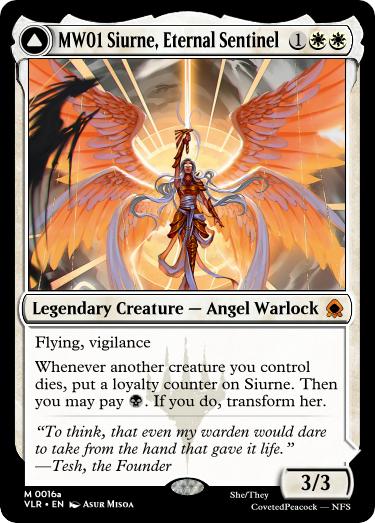 MW01 Siurne, Eternal Sentinel 1
Legendary Creature — Angel Warlock
Flying, vigilance
Whenever another creature you control
dies, put a loyalty counter on Siurne. Then
you may pay . If you do, transform her.
“To think, that even my warden would dare
to take from the hand that gave it life.”
—Tesh, the Founder
3/3
M 0016a
VLR • EN Asur Misoa
She/They
CovetedPeacock — NFS